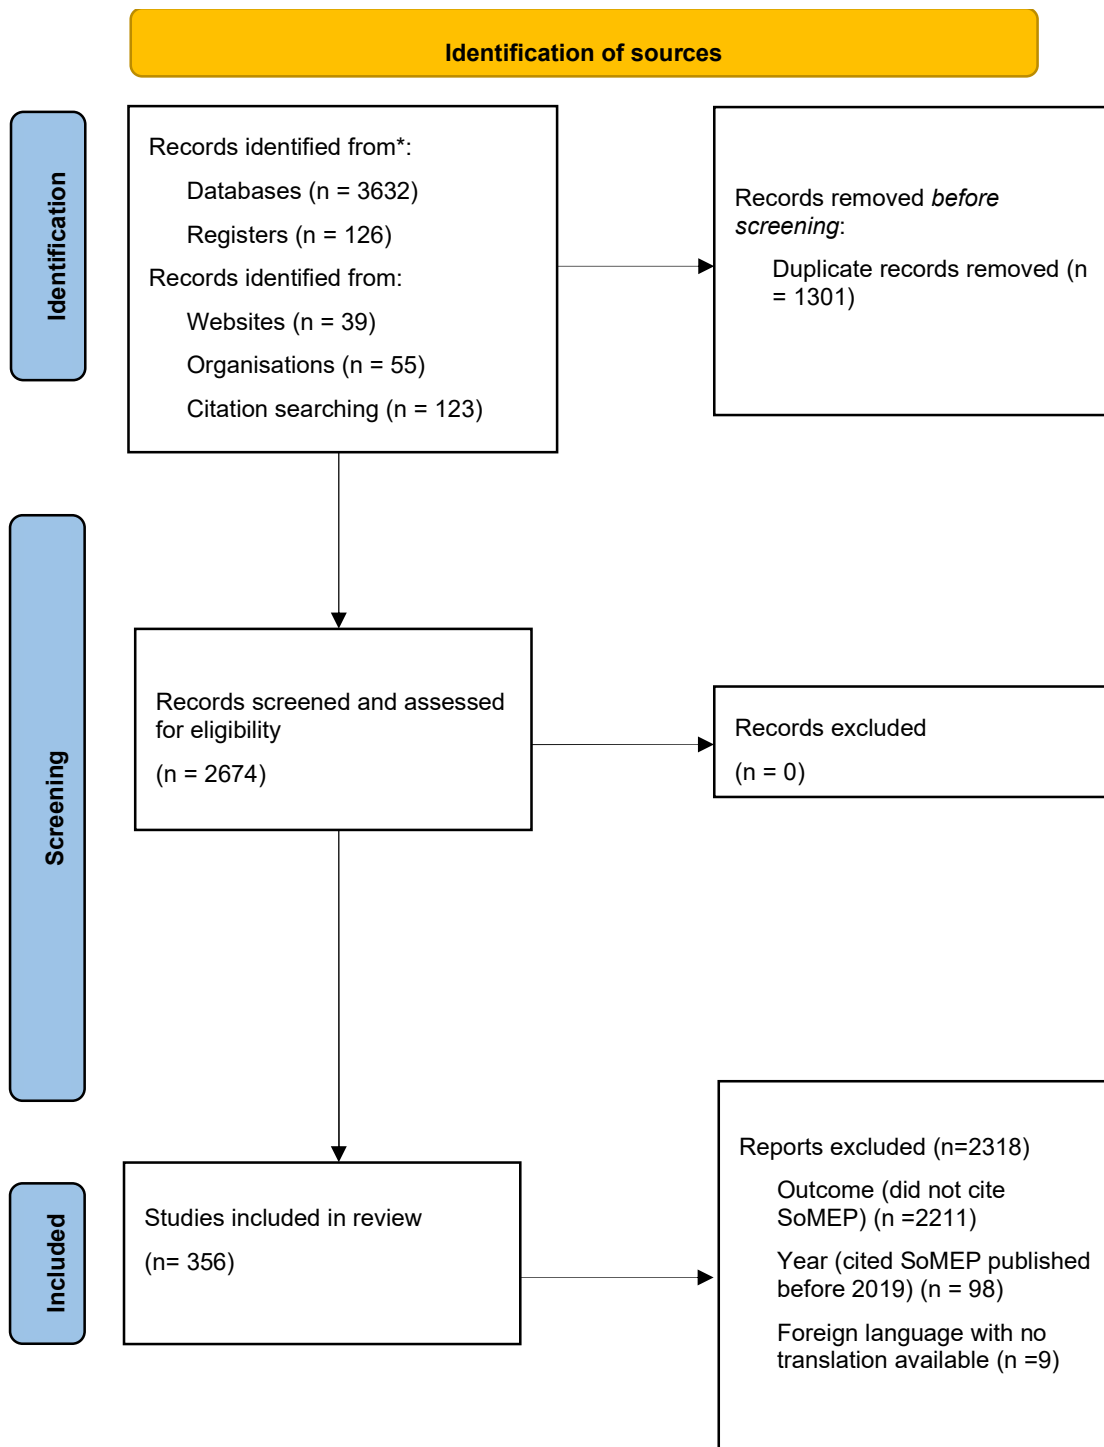 Identification of sources
Identification
Records identified from*:
Databases (n = 3632)
Registers (n = 126)
Records identified from:
Websites (n = 39)
Organisations (n = 55)
Citation searching (n = 123)
Records removed before
screening:
Duplicate records removed (n
= 1301)
Screening
Records screened and assessed
for eligibility
(n = 2674)
Records excluded
(n = 0)
Included
Studies included in review
(n= 356)
Reports excluded (n=2318)
Outcome (did not cite
SoMEP) (n =2211)
Year (cited SoMEP published
before 2019) (n = 98)
Foreign language with no
translation available (n =9)